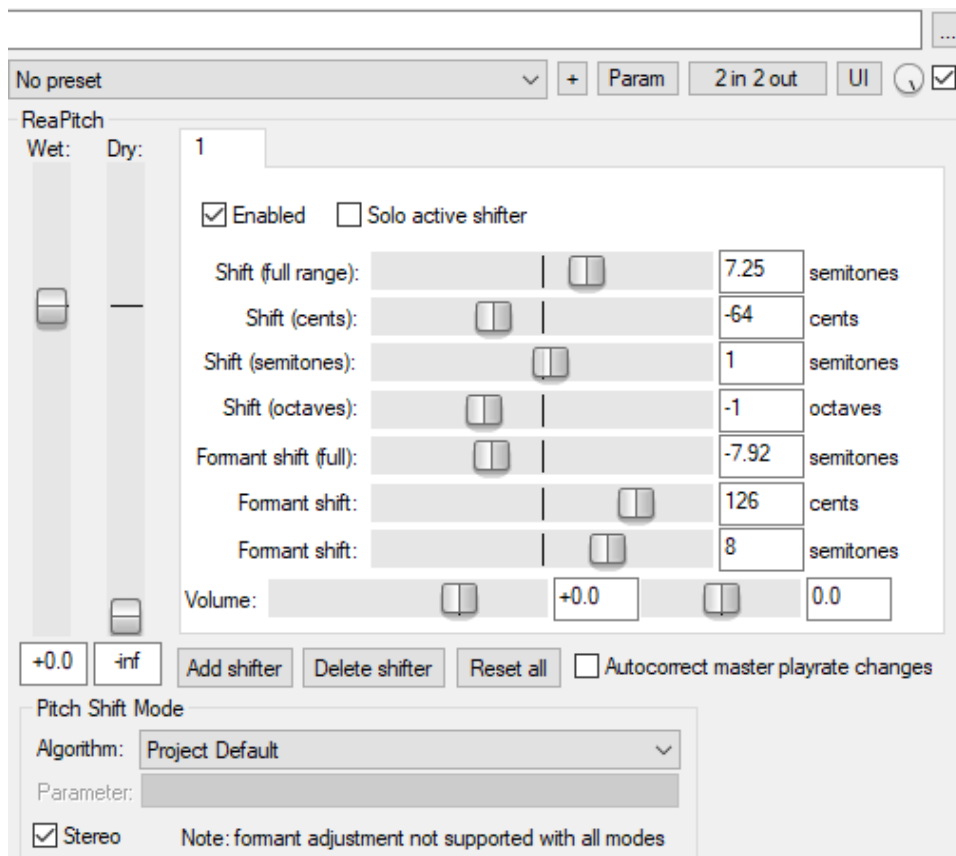 ...
No preset + Param 2 in 2 out UI
ReaPitch
Wet: Dry: 1
Enabled Solo active shifter
Shift (full range): 7.25 semitones
Shift (cents): -64 cents
Shift (semitones): 1 semitones
Shift (octaves): -1 octaves
Formant shift (full): -7.92 semitones
Formant shift: 126 cents
Formant shift: 8 semitones
Volume: +0.0 0.0
+0.0 -inf Add shifter Delete shifter Reset all Autocorrect master playrate changes
Pitch Shift Mode
Algorithm: Project Default
Parameter:
Stereo Note: formant adjustment not supported with all modes